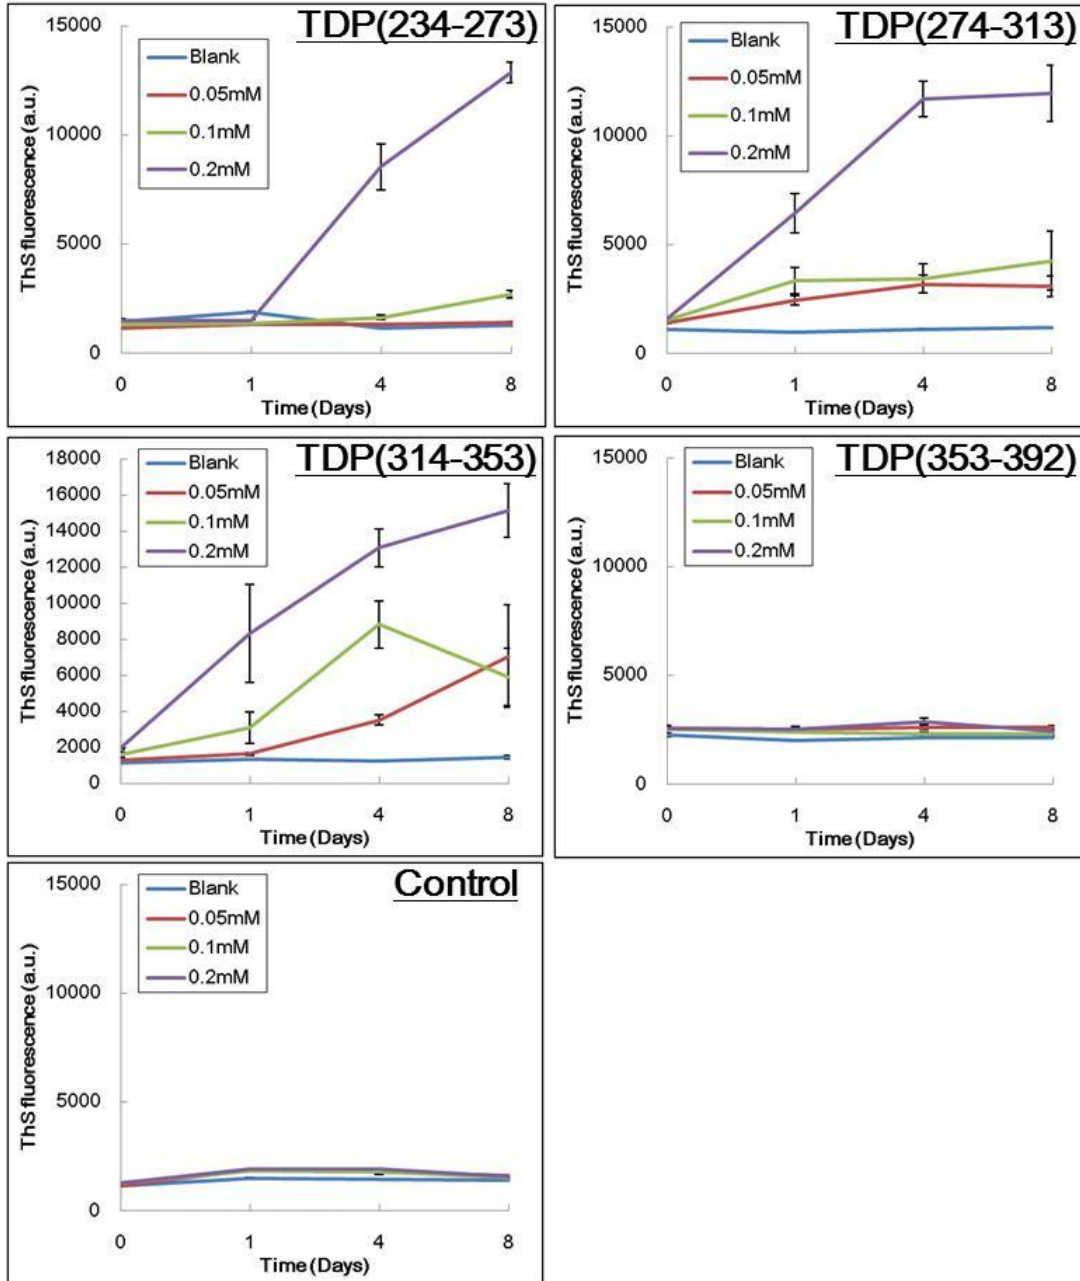 TDP(234-273)
15000
10000
5000
0
ThS fluorescence (a.u.)
Blank
0.05mM
0.1mM
0.2mM
0 1 4 8
Time (Days)
TDP(274-313)
15000
10000
5000
0
ThS fluorescence (a.u.)
Blank
0.05mM
0.1mM
0.2mM
0 1 4 8
Time (Days)
TDP(314-353)
18000
16000
14000
12000
10000
8000
6000
4000
2000
0
ThS fluorescence (a.u.)
Blank
0.05mM
0.1mM
0.2mM
0 1 4 8
Time (Days)
TDP(353-392)
15000
10000
5000
0
ThS fluorescence (a.u.)
Blank
0.05mM
0.1mM
0.2mM
0 1 4 8
Time (Days)
Control
15000
10000
5000
0
ThS fluorescence (a.u.)
Blank
0.05mM
0.1mM
0.2mM
0 1 4 8
Time (Days)